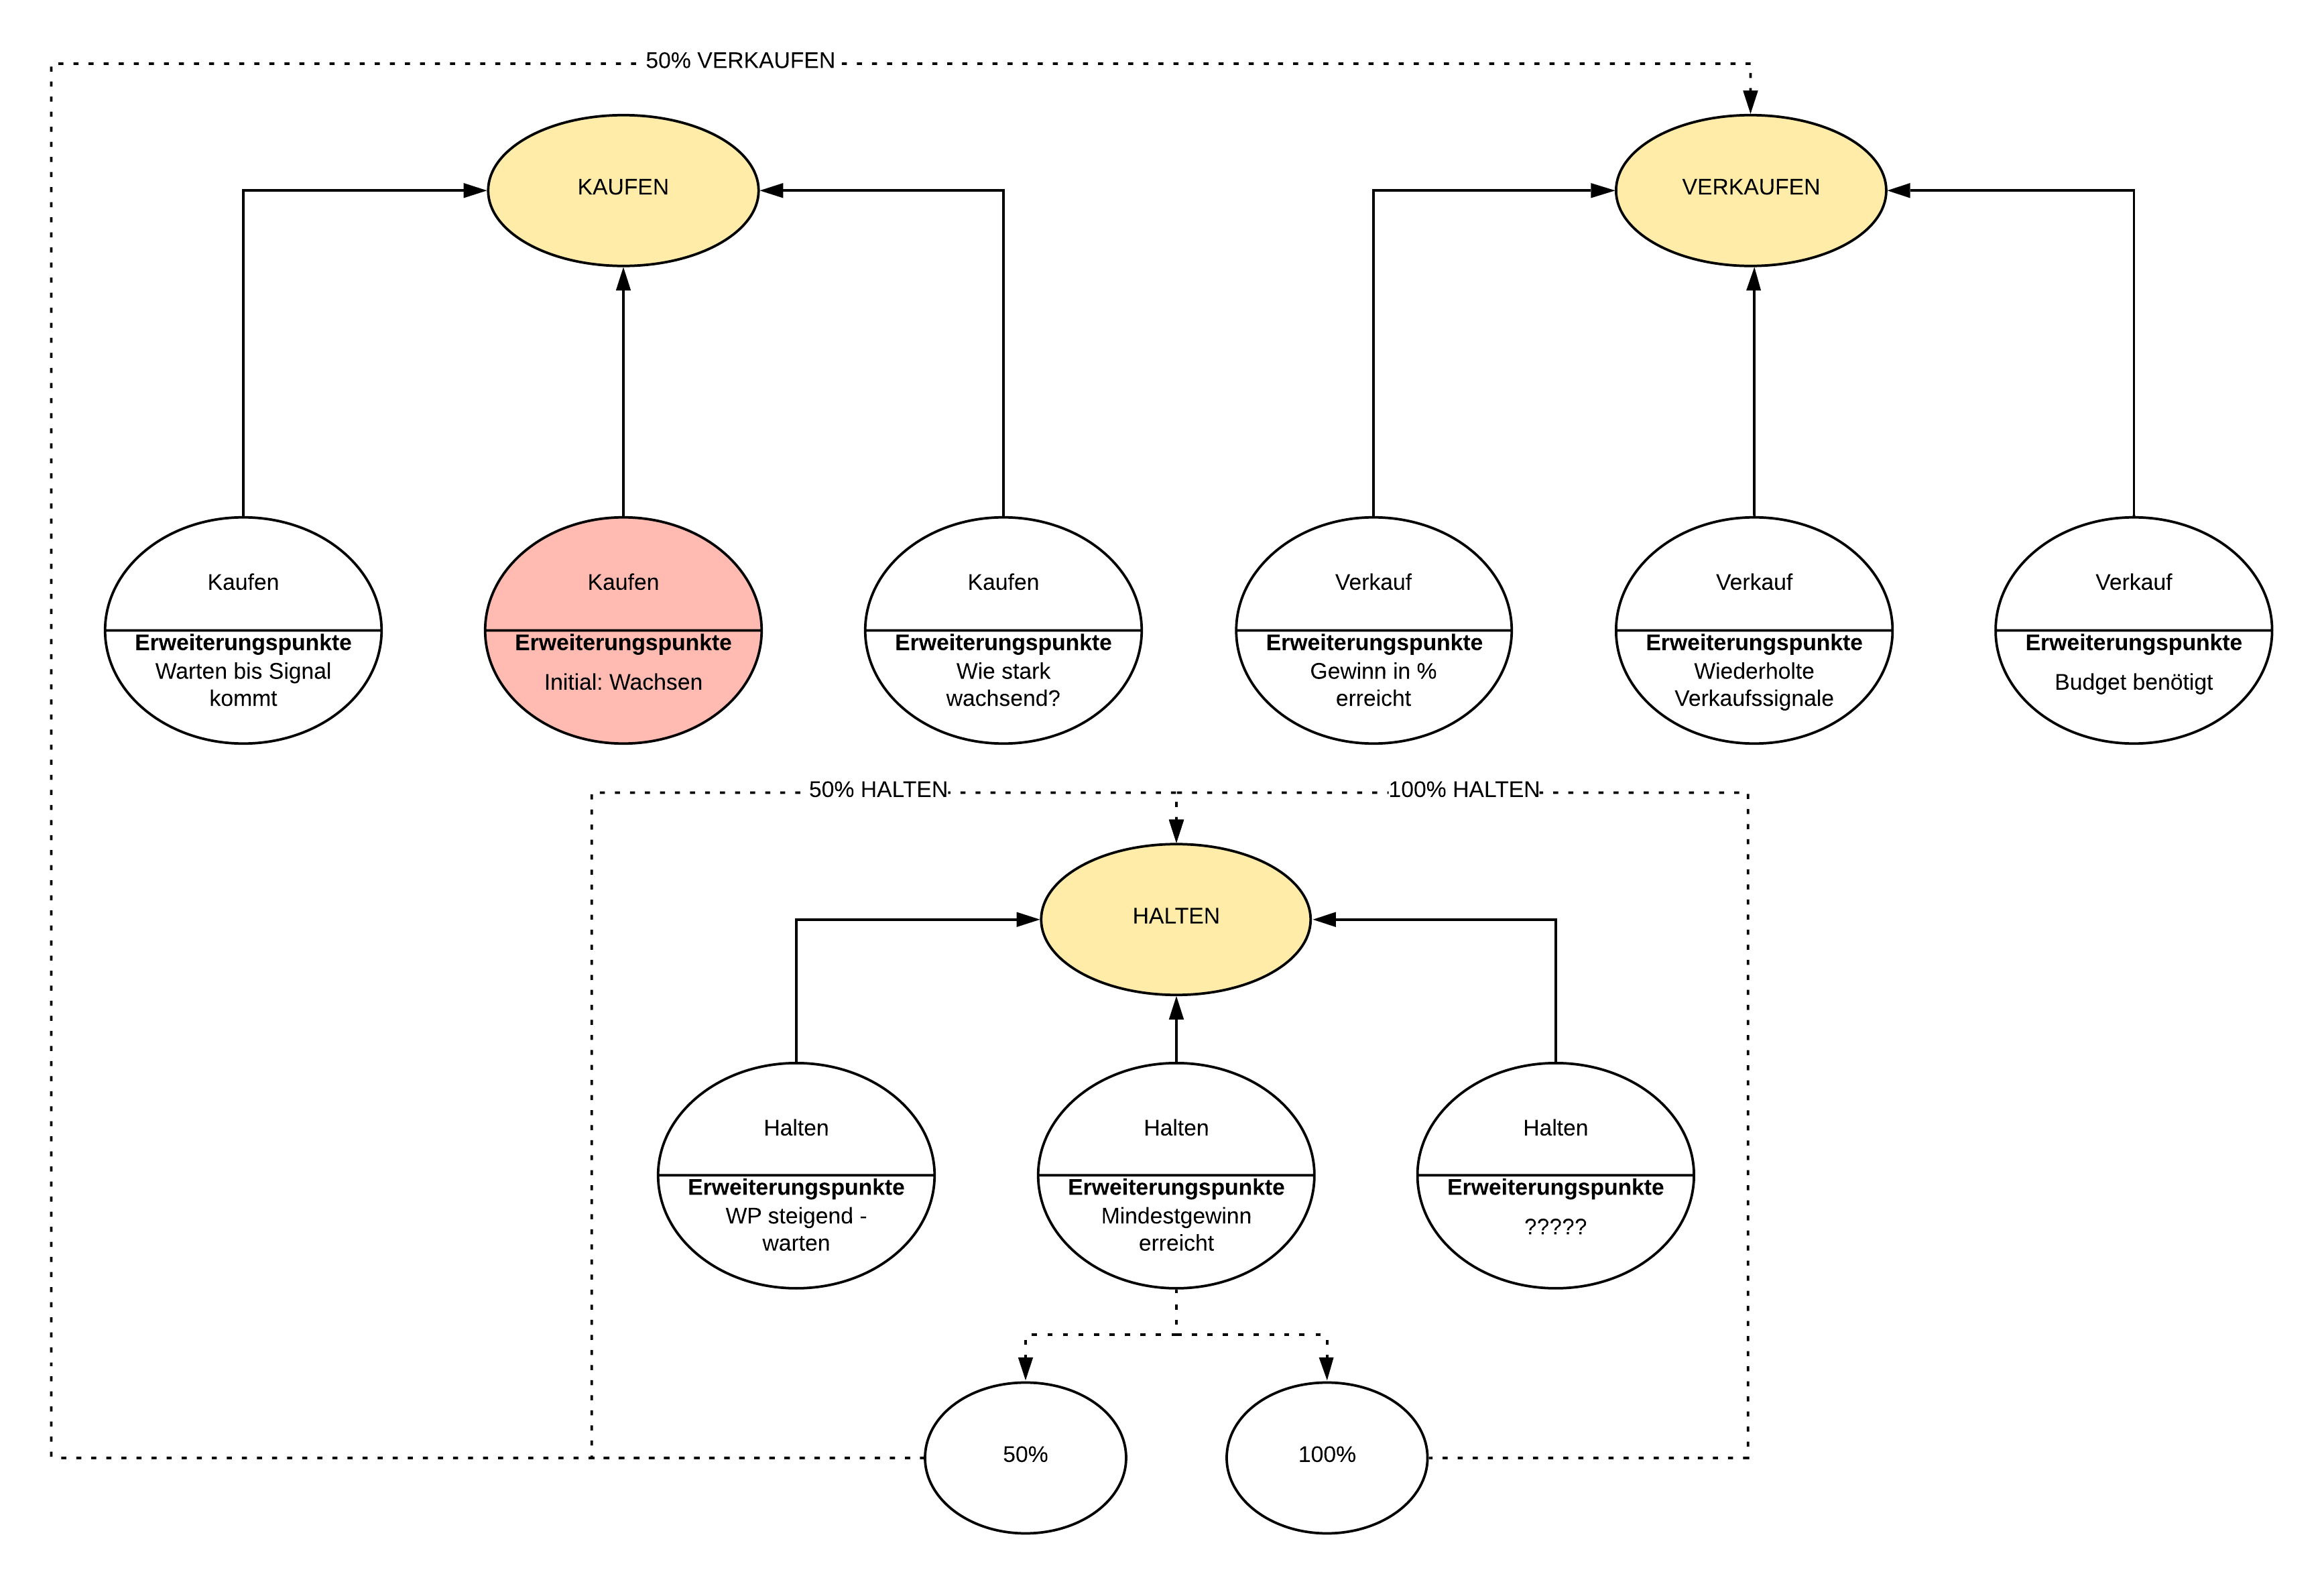 50% VERKAUFEN
KAUFEN
VERKAUFEN
Kaufen
Erweiterungspunkte
Warten bis Signal
kommt
Kaufen
Erweiterungspunkte
Initial: Wachsen
Kaufen
Erweiterungspunkte
Wie stark
wachsend?
Verkauf
Erweiterungspunkte
Gewinn in %
erreicht
Verkauf
Erweiterungspunkte
Wiederholte
Verkaufssignale
Verkauf
Erweiterungspunkte
Budget benötigt
50% HALTEN
100% HALTEN
HALTEN
Halten
Erweiterungspunkte
WP steigend -
warten
Halten
Erweiterungspunkte
Mindestgewinn
erreicht
Halten
Erweiterungspunkte
?????
50%
100%